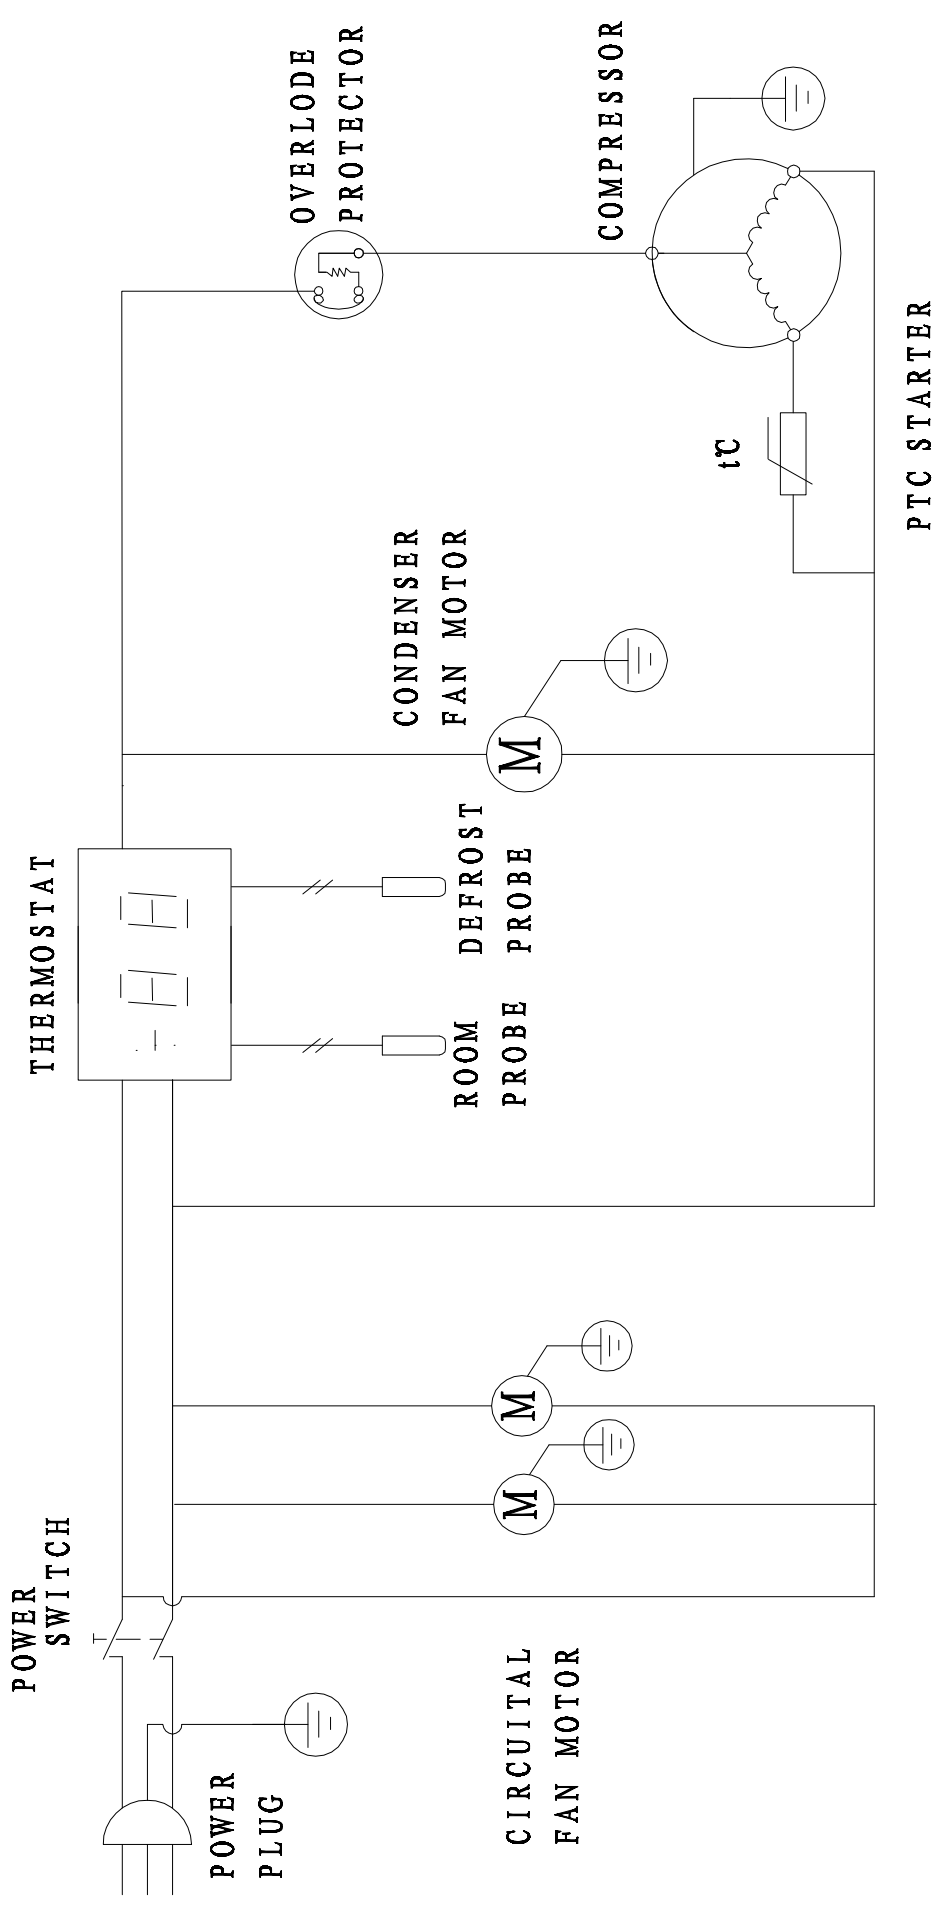 POWER
SWITCH
THERMOSTAT
-88
POWER
PLUG
OVERLODE
PROTECTOR
CONDENSER
FAN MOTOR
ROOM
PROBE
DEFROST
PROBE
CIRCUITAL
FAN MOTOR
M
M
M
COMPRESSOR
t℃
PTC STARTER